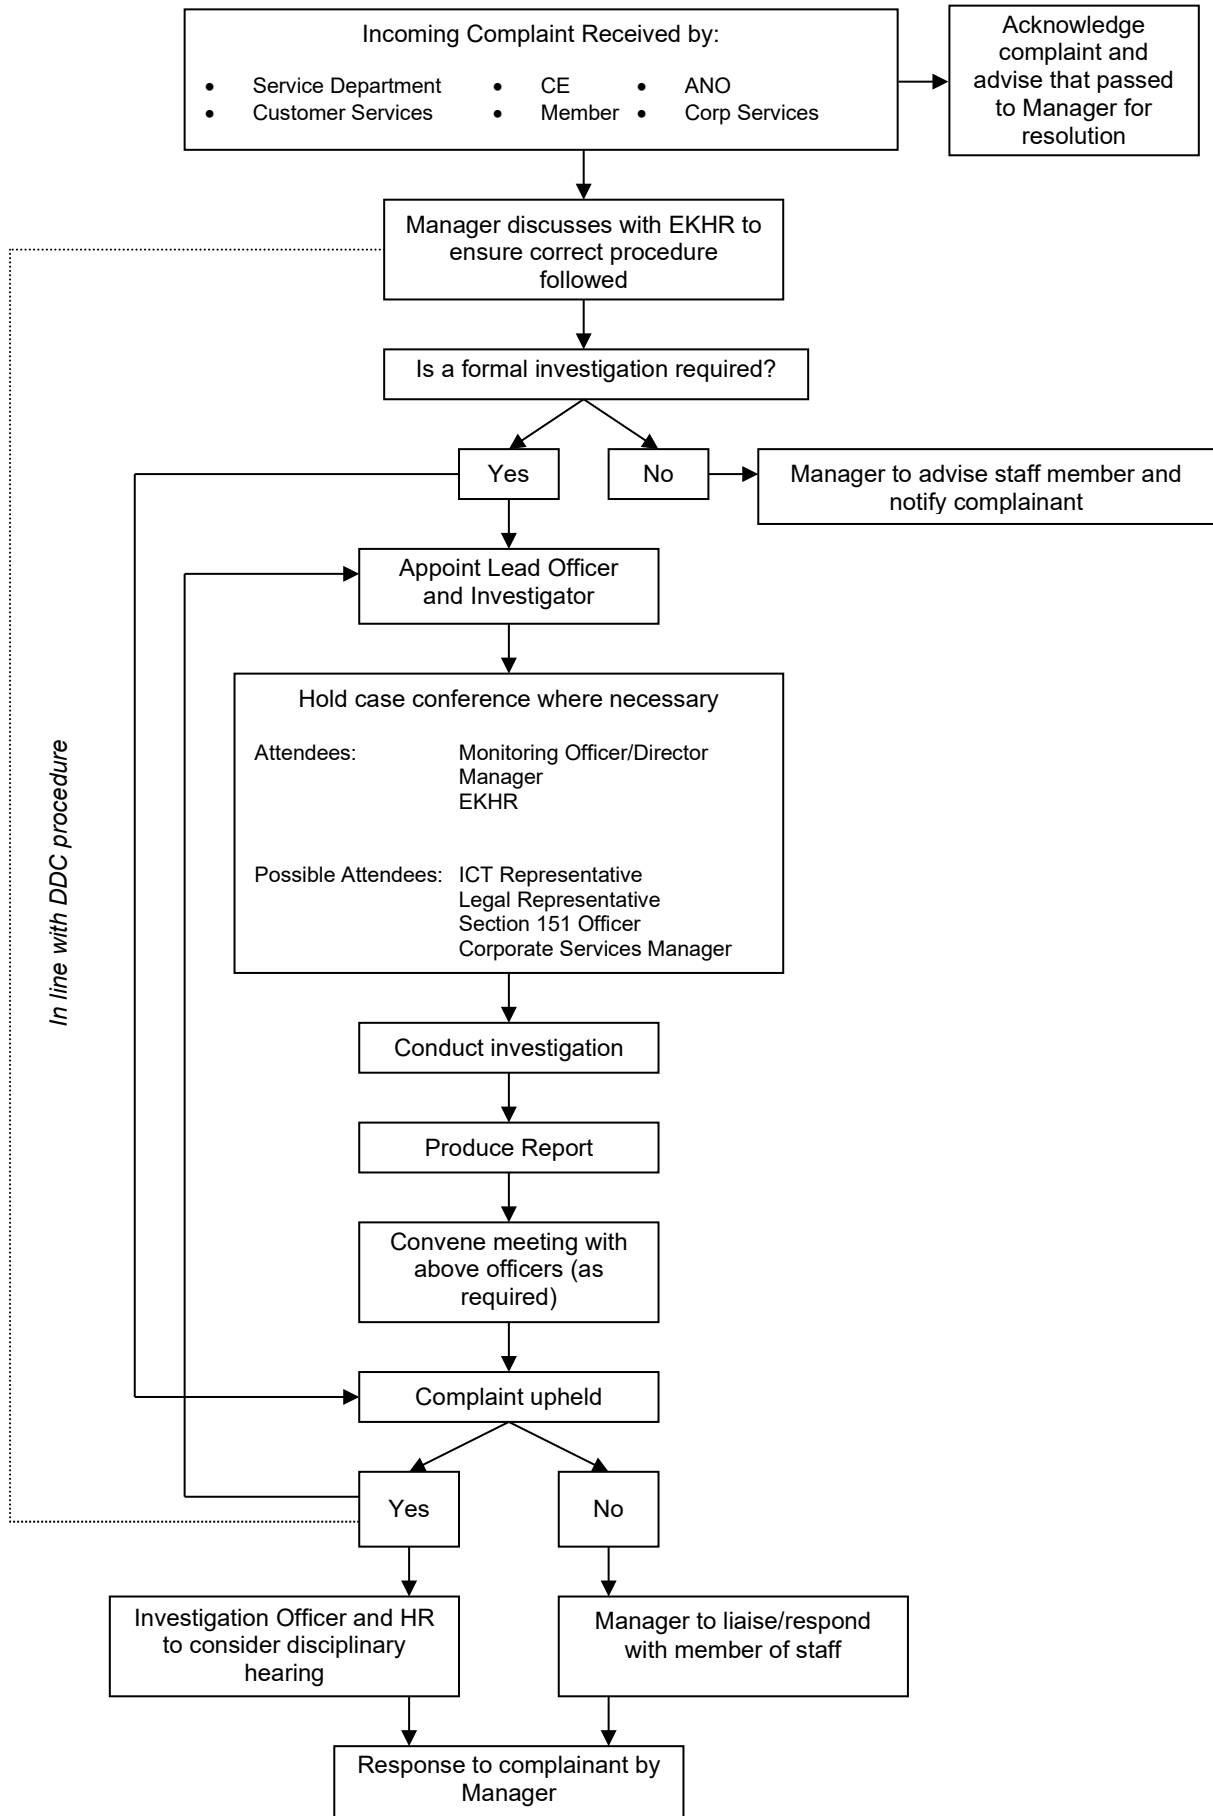 Incoming Complaint Received by:
• Service Department • CE • ANO
• Customer Services • Member • Corp Services
Acknowledge
complaint and
advise that passed
to Manager for
resolution
Manager discusses with EKHR to
ensure correct procedure
followed
Is a formal investigation required?
Yes
No
Manager to advise staff member and
notify complainant
Appoint Lead Officer
and Investigator
Hold case conference where necessary
Attendees: Monitoring Officer/Director
Manager
EKHR
Possible Attendees: ICT Representative
Legal Representative
Section 151 Officer
Corporate Services Manager
In line with DDC procedure
Conduct investigation
Produce Report
Convene meeting with
above officers (as
required)
Complaint upheld
Yes
No
Investigation Officer and HR
to consider disciplinary
hearing
Manager to liaise/respond
with member of staff
Response to complainant by
Manager